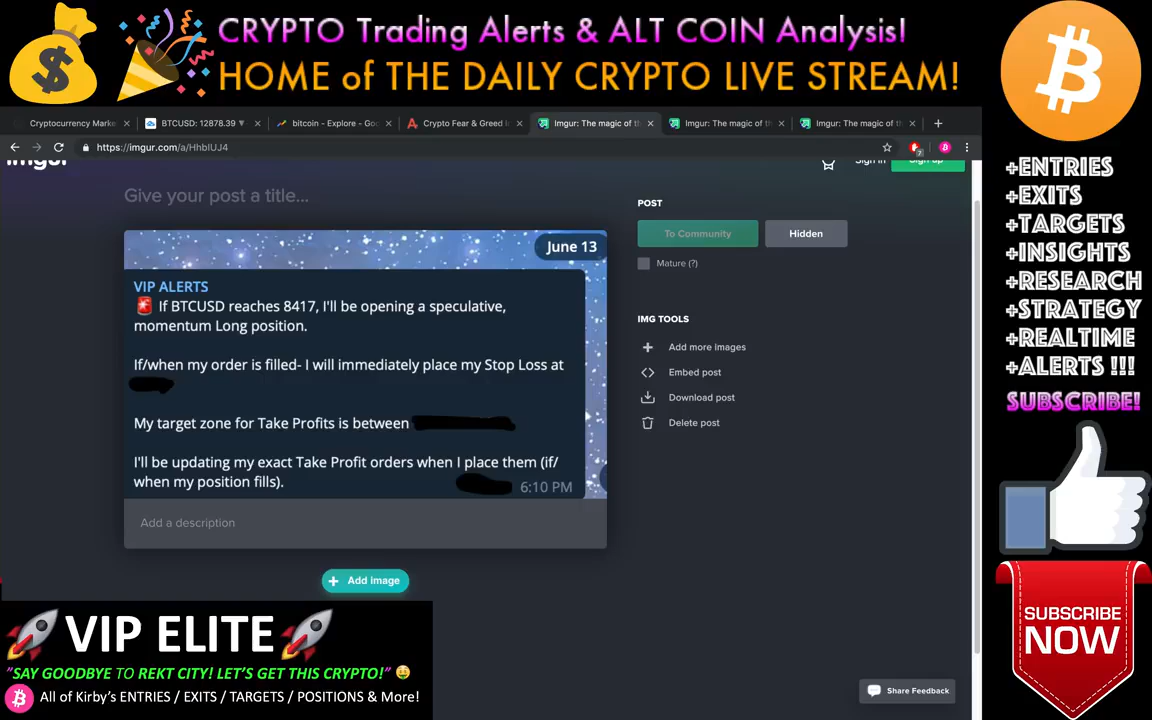 CRYPTO Trading Alerts & ALT COIN Analysis!
HOME of THE DAILY CRYPTO LIVE STREAM!
Cryptocurrency Marke
BTCUSD: 12878.39 ▼
bitcoin - Explore - Goo
Crypto Fear & Greed In
Imgur: The magic of th
Imgur: The magic of th
Imgur: The magic of th
https://imgur.com/a/HhblUJ4
imgur
Sign in
Sign up
Give your post a title...
June 13
VIP ALERTS
🚨 If BTCUSD reaches 8417, I'll be opening a speculative,
momentum Long position.
If/when my order is filled- I will immediately place my Stop Loss at
My target zone for Take Profits is between
I'll be updating my exact Take Profit orders when I place them (if/
when my position fills).
6:10 PM
Add a description
+ Add image
POST
To Community
Hidden
Mature (?)
IMG TOOLS
Add more images
Embed post
Download post
Delete post
Share Feedback
+ENTRIES
+EXITS
+TARGETS
+INSIGHTS
+RESEARCH
+STRATEGY
+REALTIME
+ALERTS !!!
SUBSCRIBE!
SUBSCRIBE
NOW
VIP ELITE
"SAY GOODBYE TO REKT CITY! LET'S GET THIS CRYPTO!" 🤑
All of Kirby's ENTRIES / EXITS / TARGETS / POSITIONS & More!